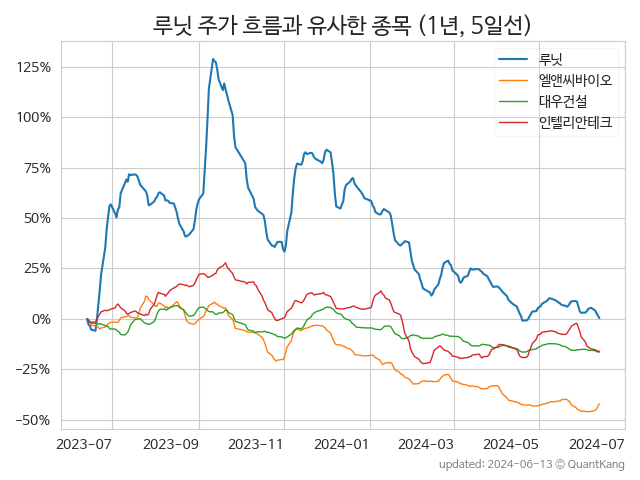 루닛 주가 흐름과 유사한 종목 (1년, 5일선)
루닛
엘앤씨바이오
대우건설
인텔리안테크
125%
100%
75%
50%
25%
0%
−25%
−50%
2023-07 2023-09 2023-11 2024-01 2024-03 2024-05 2024-07
updated: 2024-06-13 © QuantKang